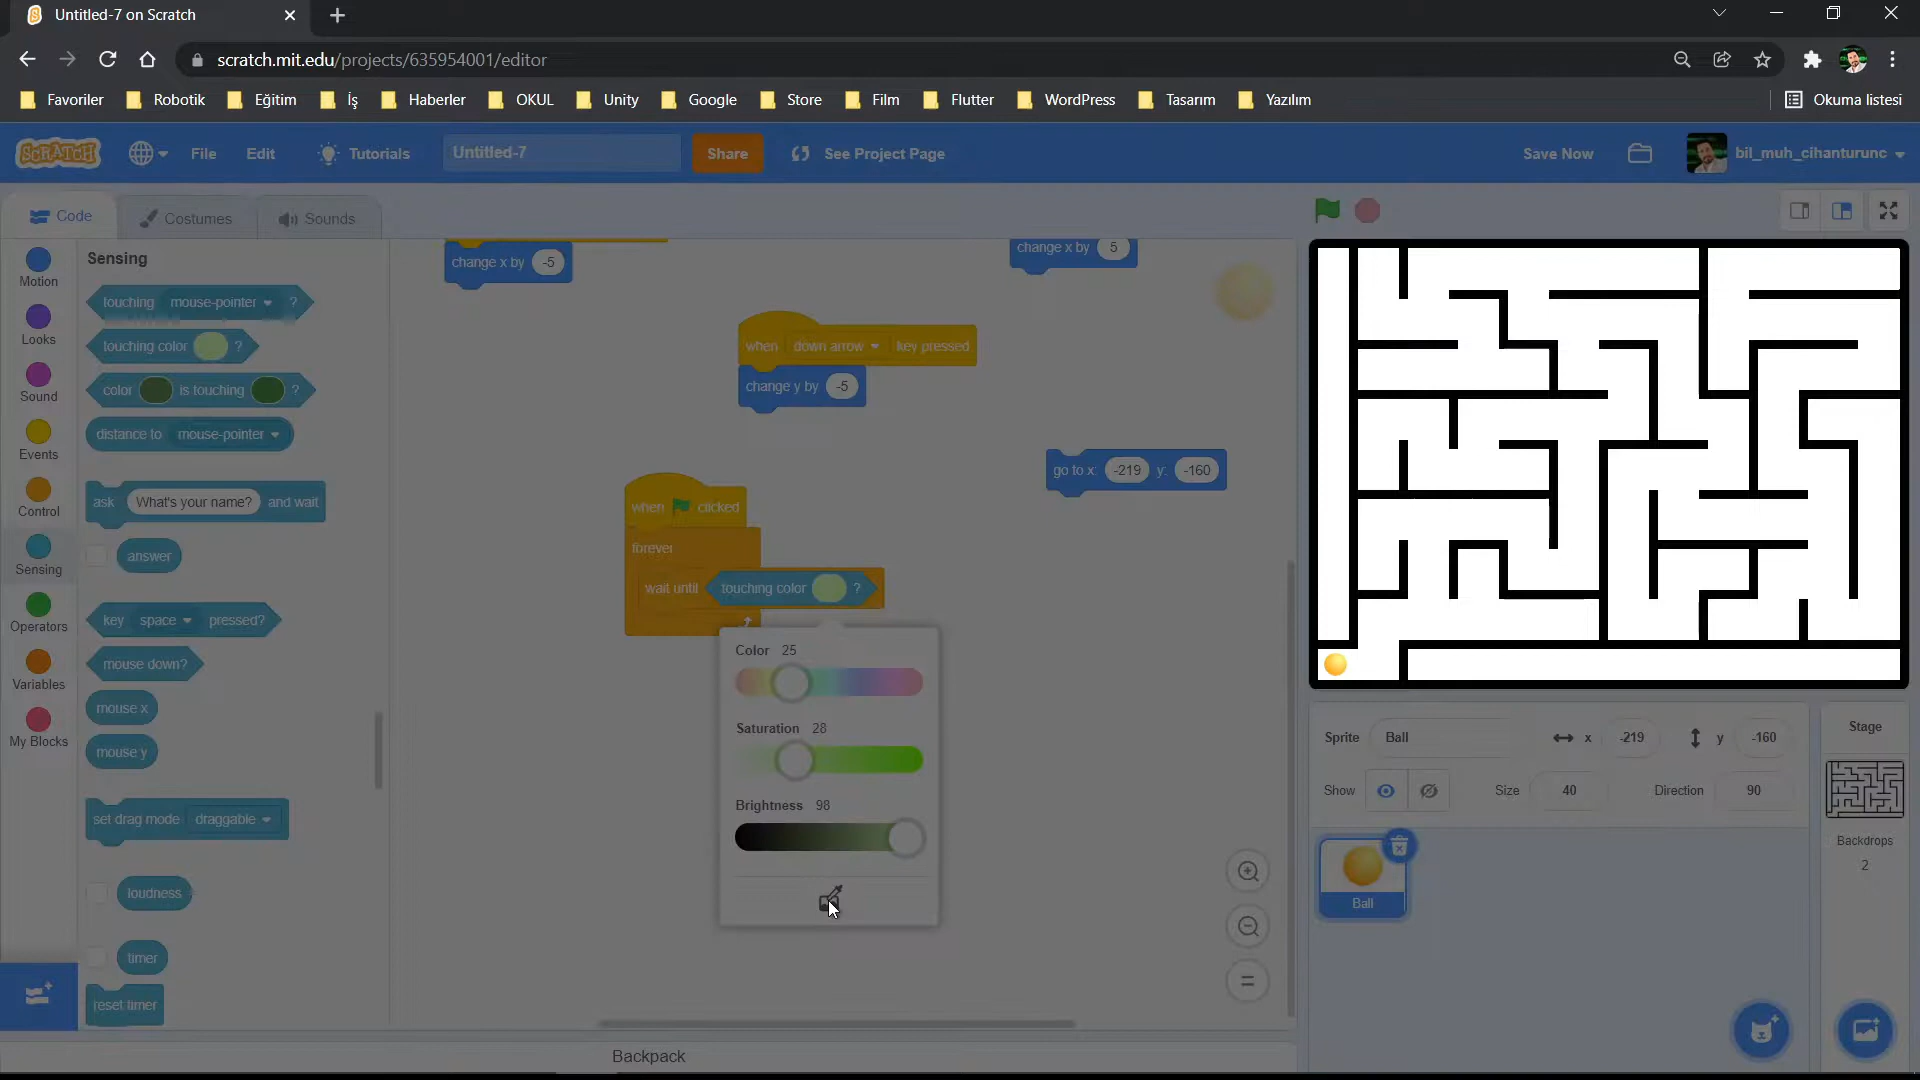 Untitled-7 on Scratch
scratch.mit.edu/projects/635954001/editor
Favoriler Robotik Eğitim İş Haberler OKUL Unity Google Store Film Flutter WordPress Tasarım Yazılım Okuma listesi
SCRATCH File Edit Tutorials Untitled-7 Share See Project Page Save Now bil_muh_cihanturunc
Code Costumes Sounds
Motion
Looks
Sound
Events
Control
Sensing
Operators
Variables
My Blocks
Sensing
touching mouse-pointer ?
touching color ?
color is touching ?
distance to mouse-pointer
ask What's your name? and wait
answer
key space pressed?
mouse down?
mouse x
mouse y
set drag mode draggable
loudness
timer
reset timer
change x by -5
change x by 5
when down arrow key pressed
change y by -5
go to x: -219 y: -160
when clicked
forever
wait until touching color ?
Color 25
Saturation 28
Brightness 98
Backpack
Sprite Ball x -219 y -160
Show Size 40 Direction 90
Ball
Stage
Backdrops
2